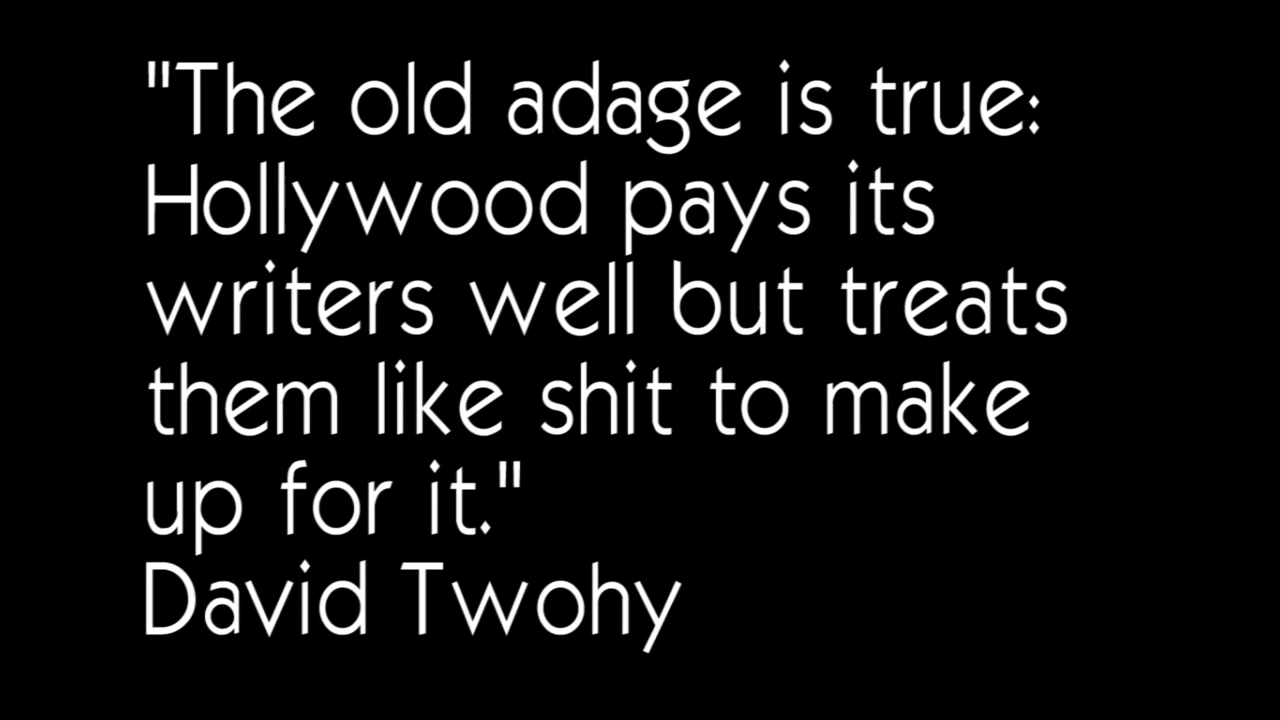 "The old adage is true:
Hollywood pays its
writers well but treats
them like shit to make
up for it."
David Twohy